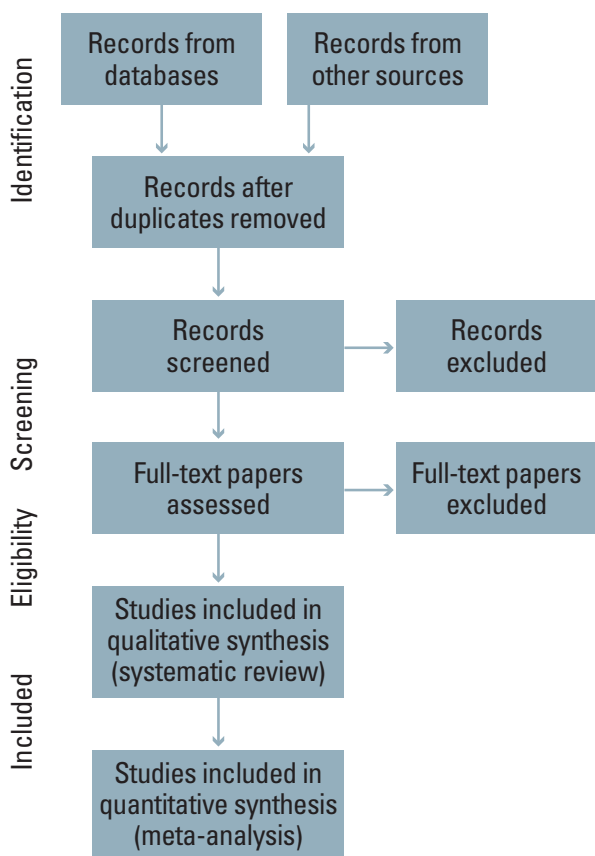 Identification
Records from
databases
Records from
other sources
Records after
duplicates removed
Screening
Records
screened
Records
excluded
Eligibility
Full-text papers
assessed
Full-text papers
excluded
Included
Studies included in
qualitative synthesis
(systematic review)
Studies included in
quantitative synthesis
(meta-analysis)